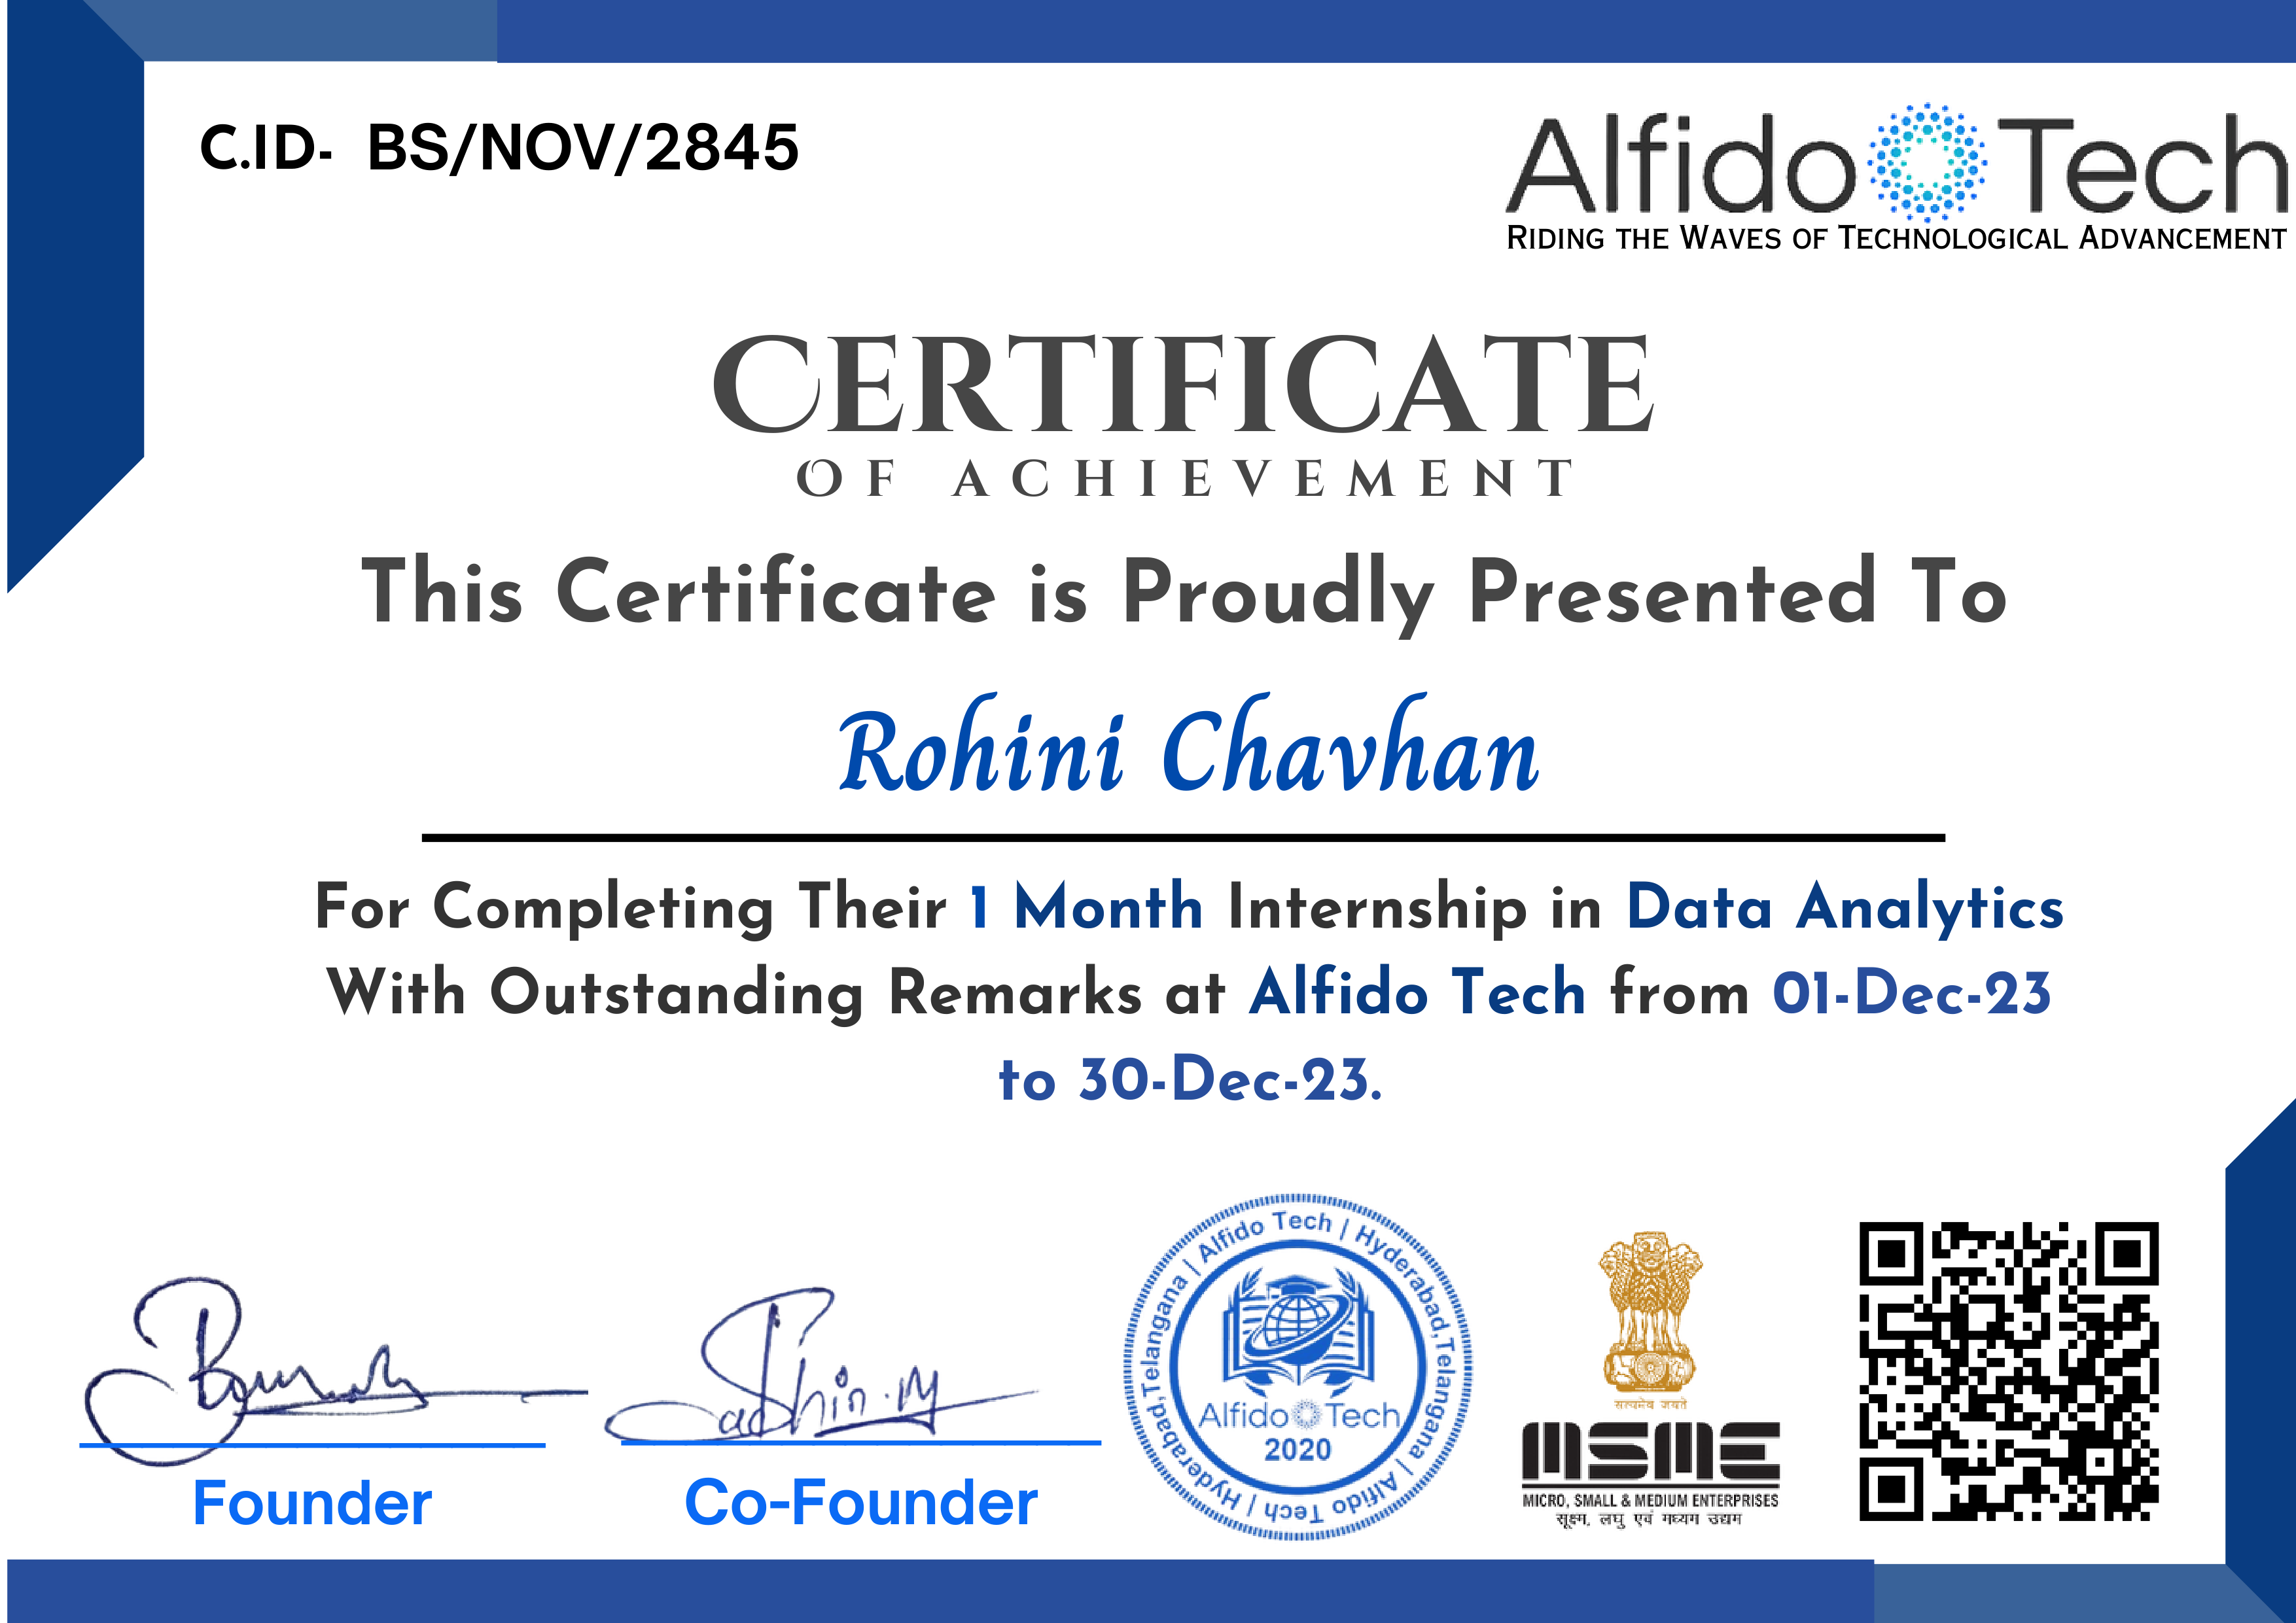 C.ID- BS/NOV/2845
Alfido Tech
RIDING THE WAVES OF TECHNOLOGICAL ADVANCEMENT
CERTIFICATE
OF ACHIEVEMENT
This Certificate is Proudly Presented To
Rohini Chavhan
For Completing Their 1 Month Internship in Data Analytics
With Outstanding Remarks at Alfido Tech from 01-Dec-23
to 30-Dec-23.
Sachin.M
Founder
Co-Founder
Alfido Tech | Hyderabad,Telangana | Alfido Tech | Hyderabad,Telangana |
Alfido Tech
2020
सत्यमेव जयते
MSME
MICRO, SMALL & MEDIUM ENTERPRISES
सूक्ष्म, लघु एवं मध्यम उद्यम